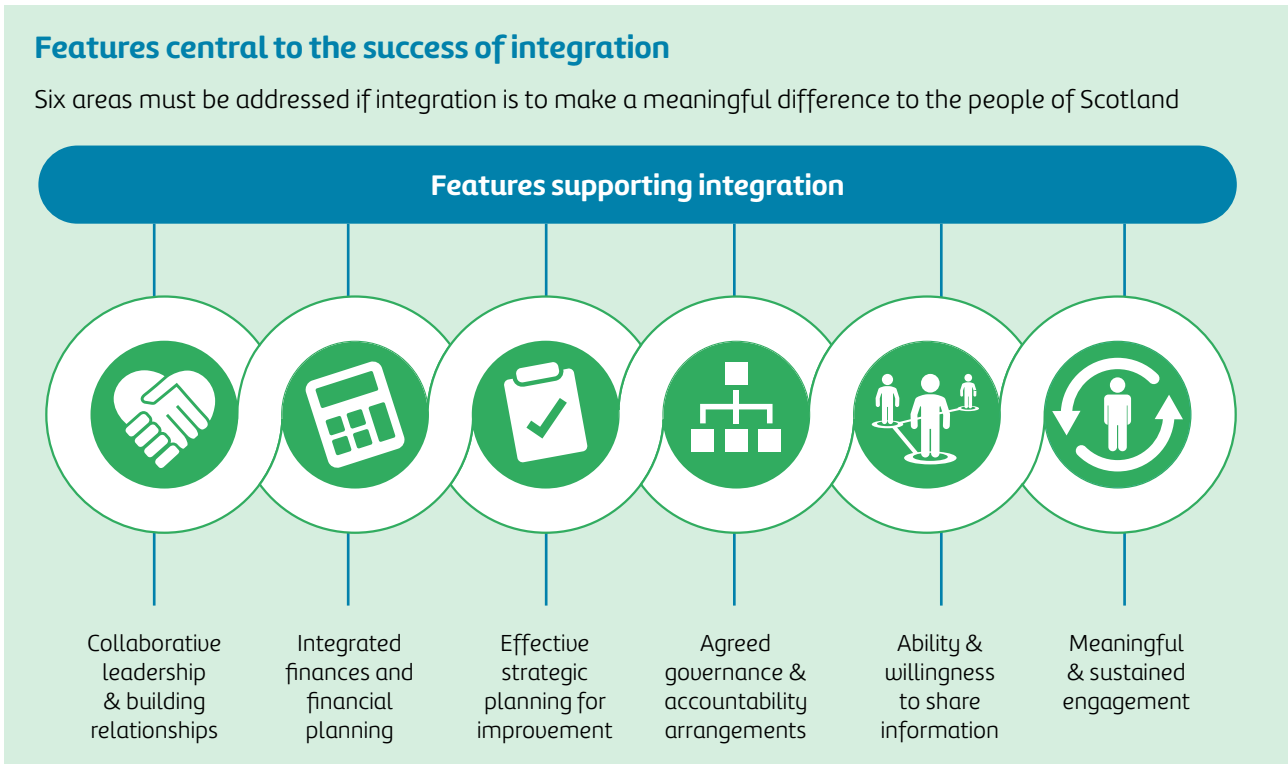 Features central to the success of integration
Six areas must be addressed if integration is to make a meaningful difference to the people of Scotland
Features supporting integration
Collaborative
leadership
& building
relationships
Integrated
finances and
financial
planning
Effective
strategic
planning for
improvement
Agreed
governance &
accountability
arrangements
Ability &
willingness
to share
information
Meaningful
& sustained
engagement